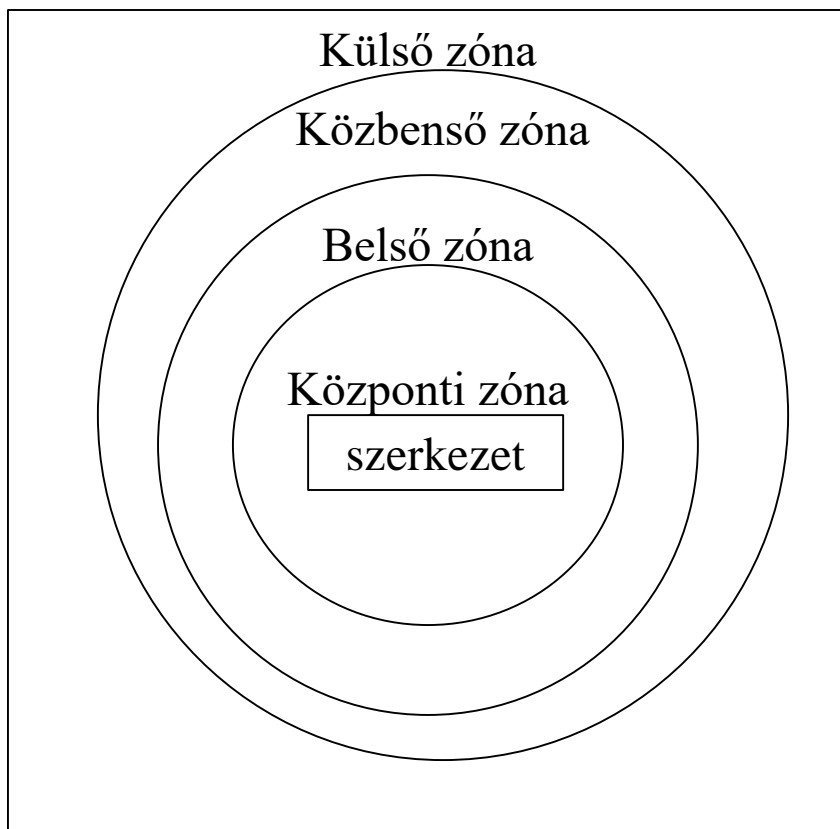 Külső zóna
Közbenső zóna
Belső zóna
Központi zóna
szerkezet